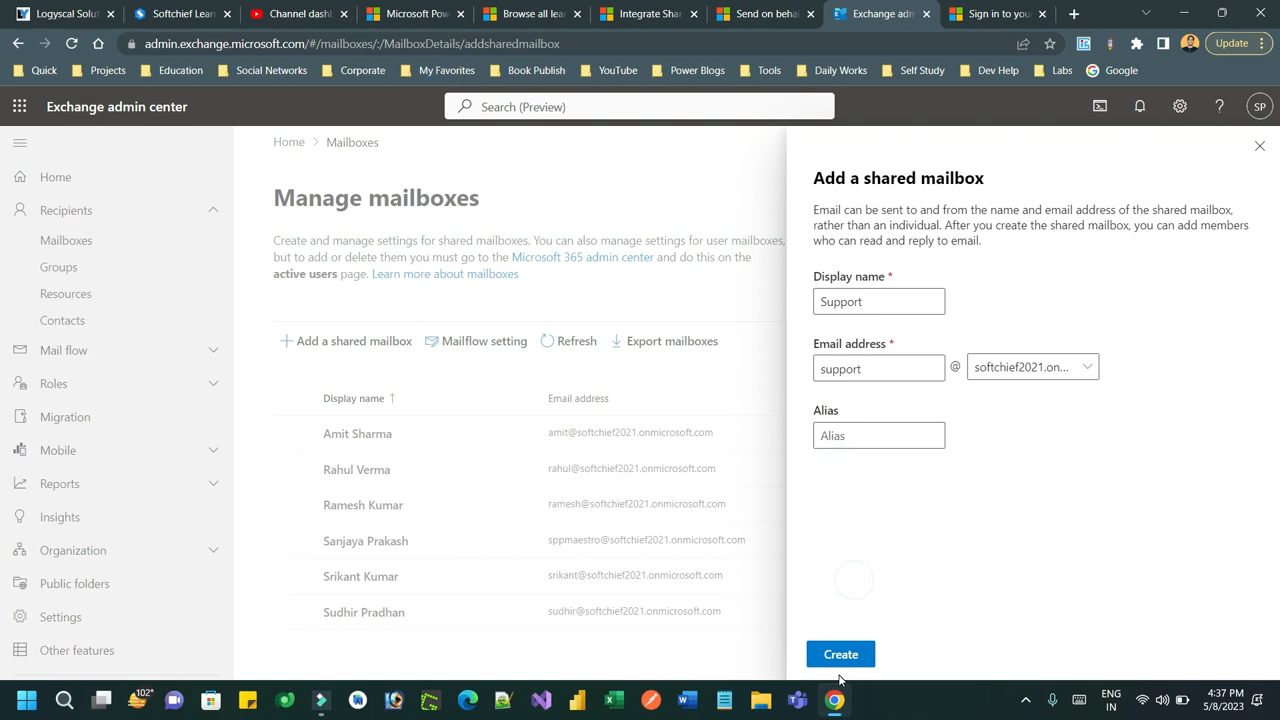 Logyscal Solut
Softchief Learn
Channel dash
Microsoft Pow
Browse all lear
Integrate Shar
Send on behal
Exchange adm
Sign in to your
admin.exchange.microsoft.com/#/mailboxes/:/MailboxDetails/addsharedmailbox
Update
Quick
Projects
Education
Social Networks
Corporate
My Favorites
Book Publish
YouTube
Power Blogs
Tools
Daily Works
Self Study
Dev Help
Labs
Google
Exchange admin center
Search (Preview)
SP
Home
Recipients
Mailboxes
Groups
Resources
Contacts
Mail flow
Roles
Migration
Mobile
Reports
Insights
Organization
Public folders
Settings
Other features
Home > Mailboxes
Manage mailboxes
Create and manage settings for shared mailboxes. You can also manage settings for user mailboxes,
but to add or delete them you must go to the Microsoft 365 admin center and do this on the
active users page. Learn more about mailboxes
Add a shared mailbox
Mailflow setting
Refresh
Export mailboxes
Display name ↑ Email address
Amit Sharma amit@softchief2021.onmicrosoft.com
Rahul Verma rahul@softchief2021.onmicrosoft.com
Ramesh Kumar ramesh@softchief2021.onmicrosoft.com
Sanjaya Prakash sppmaestro@softchief2021.onmicrosoft.com
Srikant Kumar srikant@softchief2021.onmicrosoft.com
Sudhir Pradhan sudhir@softchief2021.onmicrosoft.com
Add a shared mailbox
Email can be sent to and from the name and email address of the shared mailbox,
rather than an individual. After you create the shared mailbox, you can add members
who can read and reply to email.
Display name *
Support
Email address *
support @ softchief2021.on...
Alias
Alias
Create
102°
ENG
IN
4:37 PM
5/8/2023